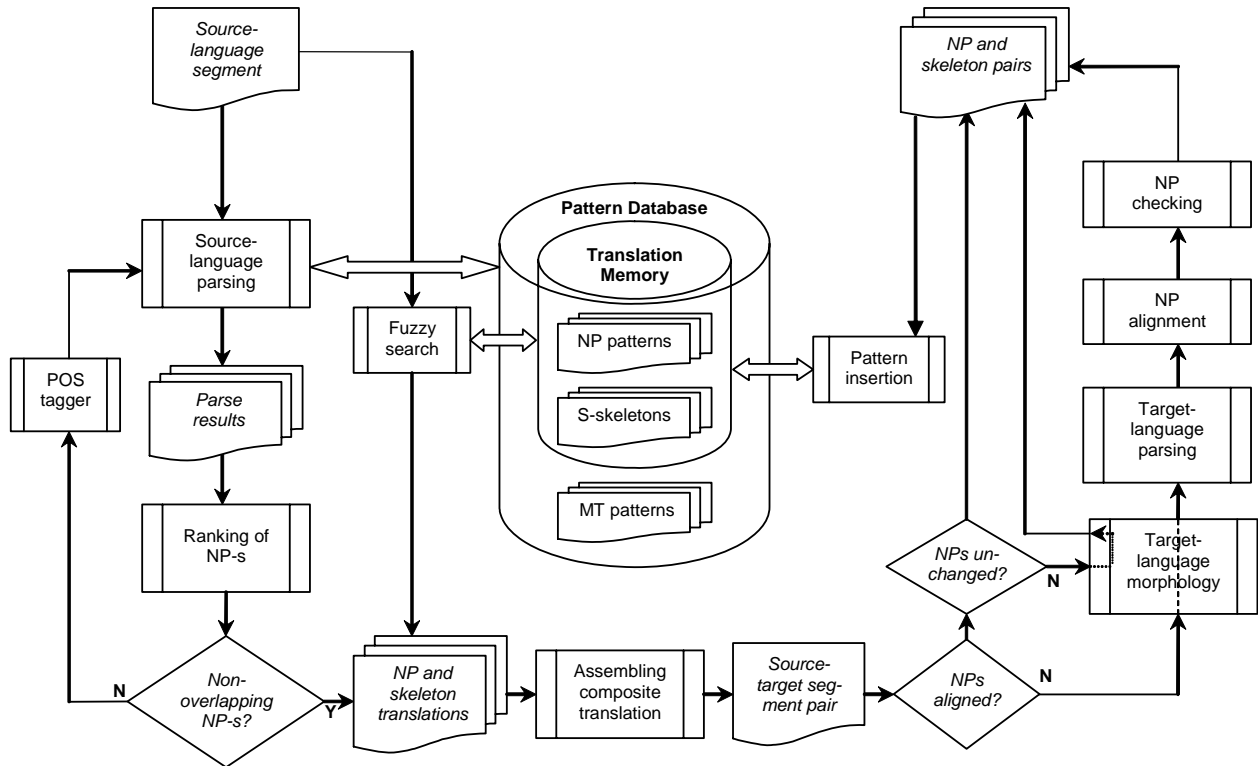 Source-
language
segment
NP and
skeleton pairs
Pattern Database
Translation
Memory
NP
checking
Source-
language
parsing
NP
alignment
Fuzzy
search
NP patterns
Pattern
insertion
POS
tagger
Parse
results
S-skeletons
Target-
language
parsing
MT patterns
Ranking of
NP-s
NPs un-
changed?
N
Target-
language
morphology
Non-
overlapping
NP-s?
N
Y
NP and
skeleton
translations
Assembling
composite
translation
Source-
target seg-
ment pair
NPs
aligned?
N